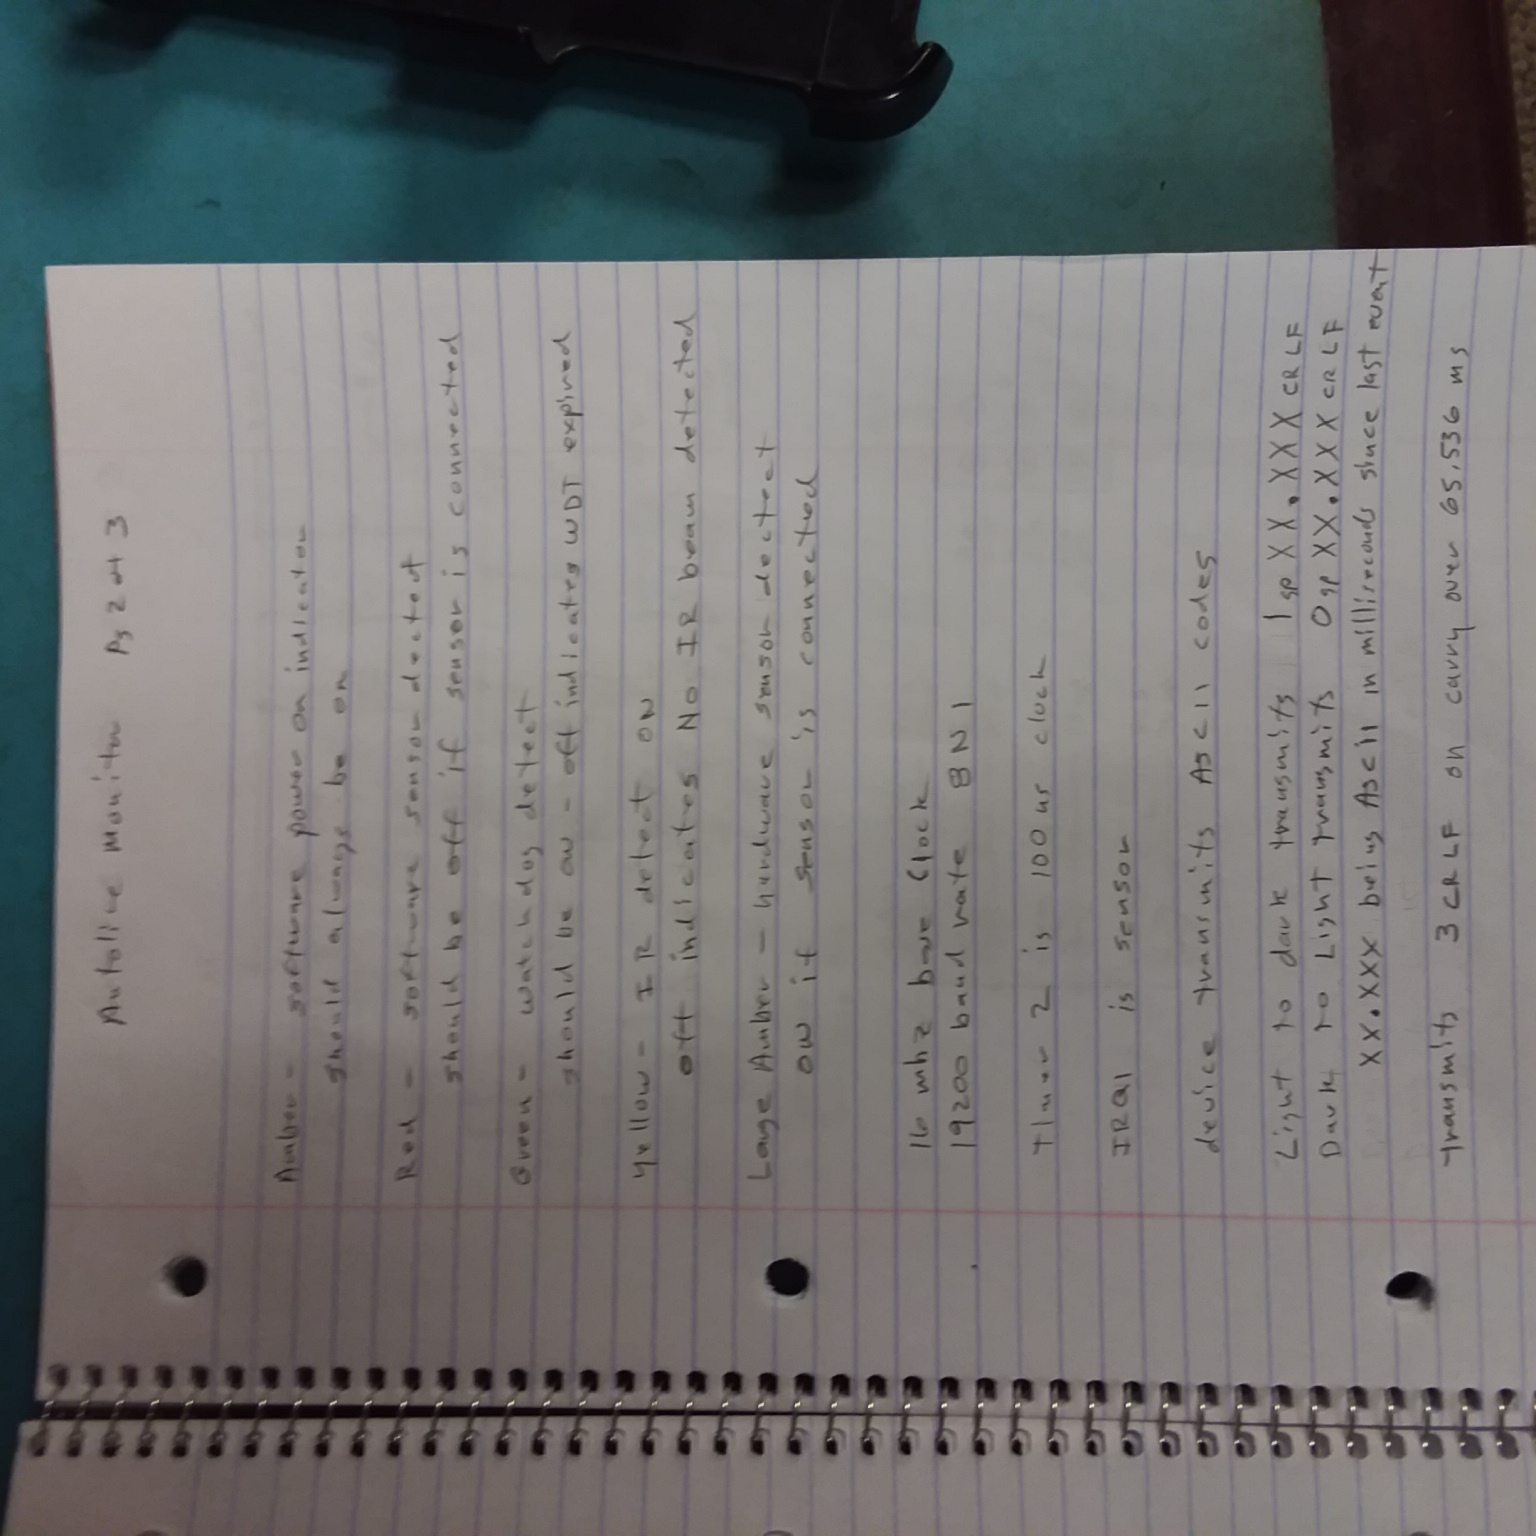 Autolive Monitor Pg 2 of 3
Amber - software power on indicator
should always be on
Red - software sensor dectect
should be off if sensor is connected
Green - watchdog detect
should be ON - off indicates WDT expired
Yellow - IR detect ON
off indicates No IR beam detected
Large Amber - hardware sensor dectect
ON if sensor is connected
16 mhz base Clock
19200 baud rate 8N1
Timer 2 is 100 us clock
IRQ1 is sensor
device transmits ASCII codes
Light to dark transmits 1 sp XX.XXX CR LF
Dark to Light transmits 0 sp XX.XXX CR LF
XX.XXX being ASCII in milliseconds since last event
transmits 3 CR LF on carry over 65.536 ms